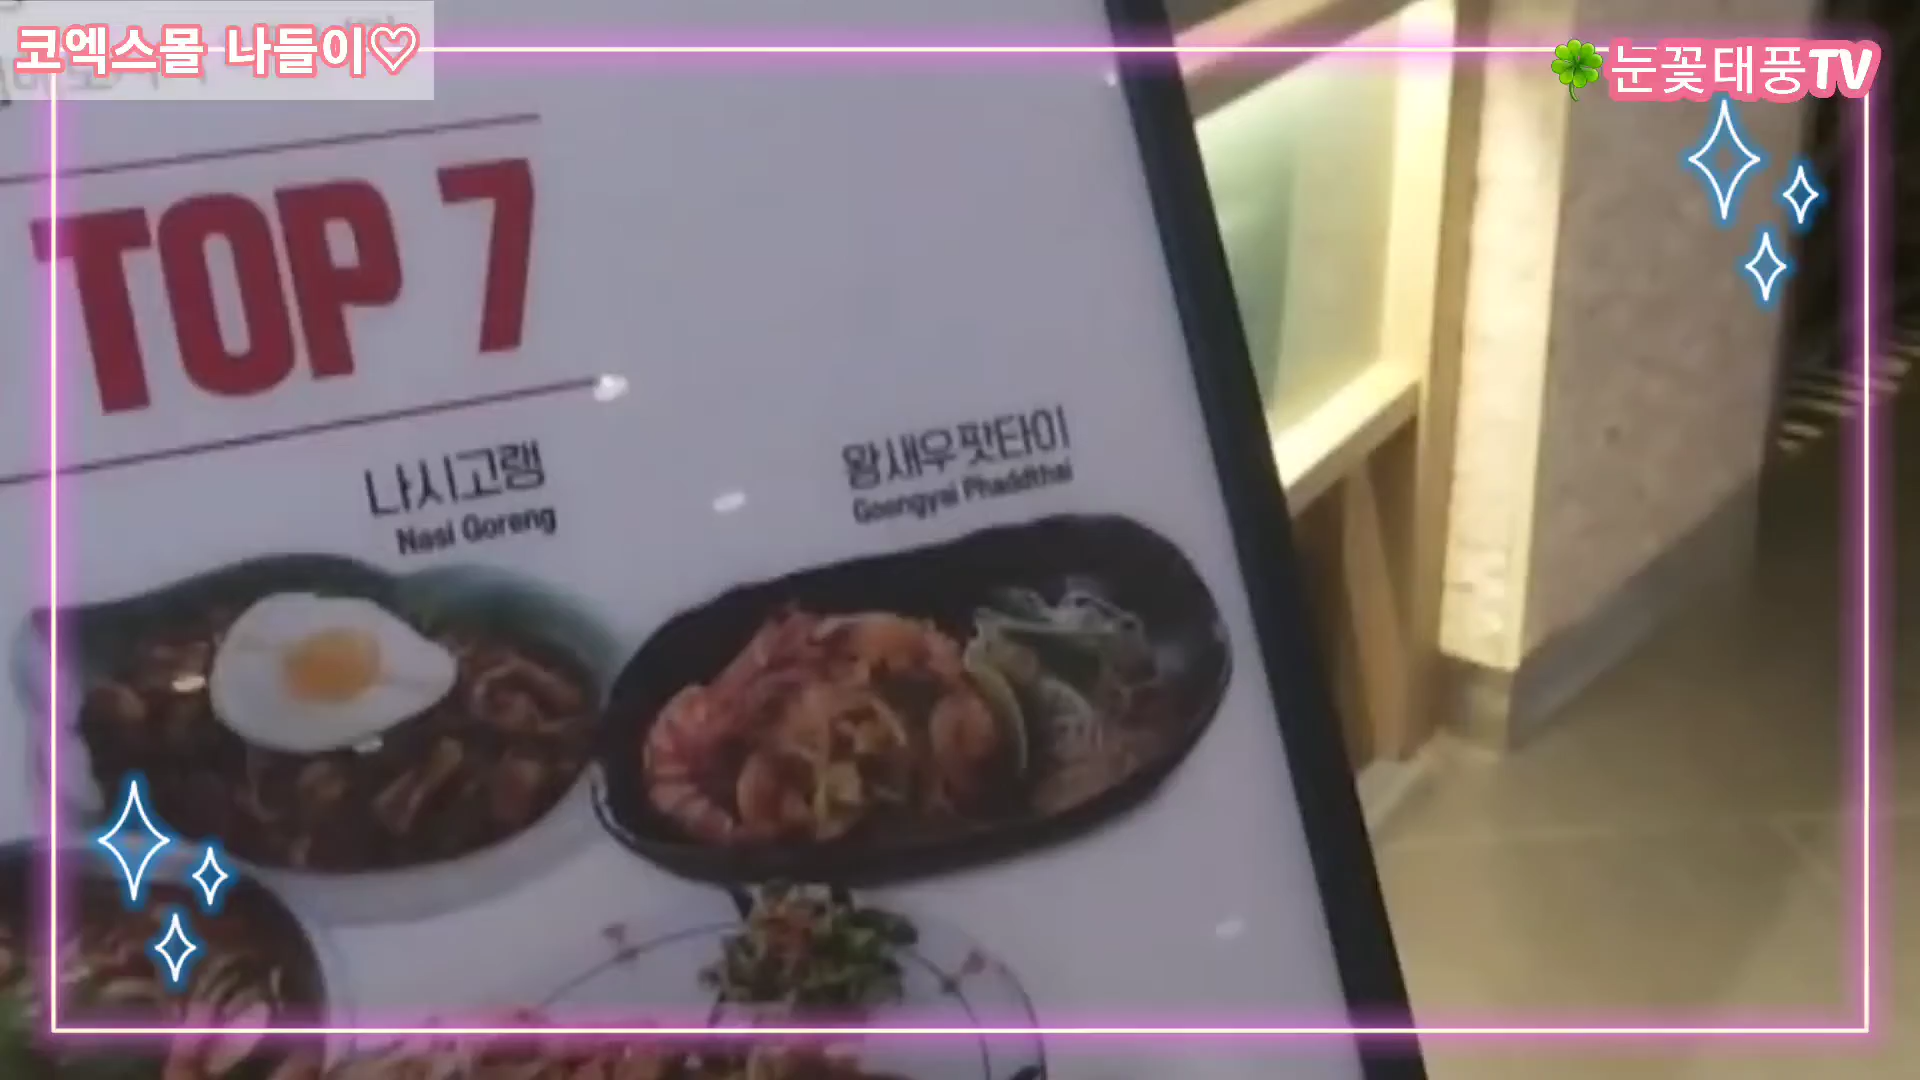 코엑스몰 나들이♡
🍀눈꽃태풍TV
TOP 7
나시고랭
Nasi Goreng
왕새우팟타이
Goongyai Phaddthai